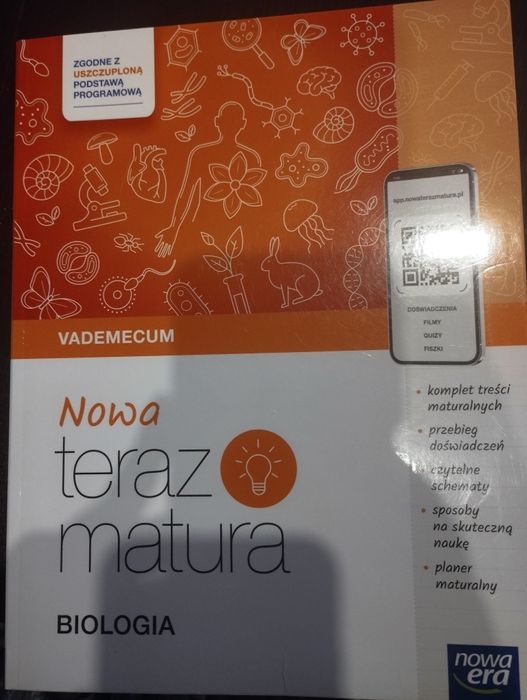 ZGODNE Z
USZCZUPLONĄ
PODSTAWĄ
PROGRAMOWĄ
app.nowaterazmatura.pl
DOŚWIADCZENIA
FILMY
QUIZY
FISZKI
VADEMECUM
Nowa
teraz
matura
BIOLOGIA
• komplet treści
maturalnych
• przebieg
doświadczeń
• czytelne
schematy
• sposoby
na skuteczną
naukę
• planer
maturalny
nowa
era